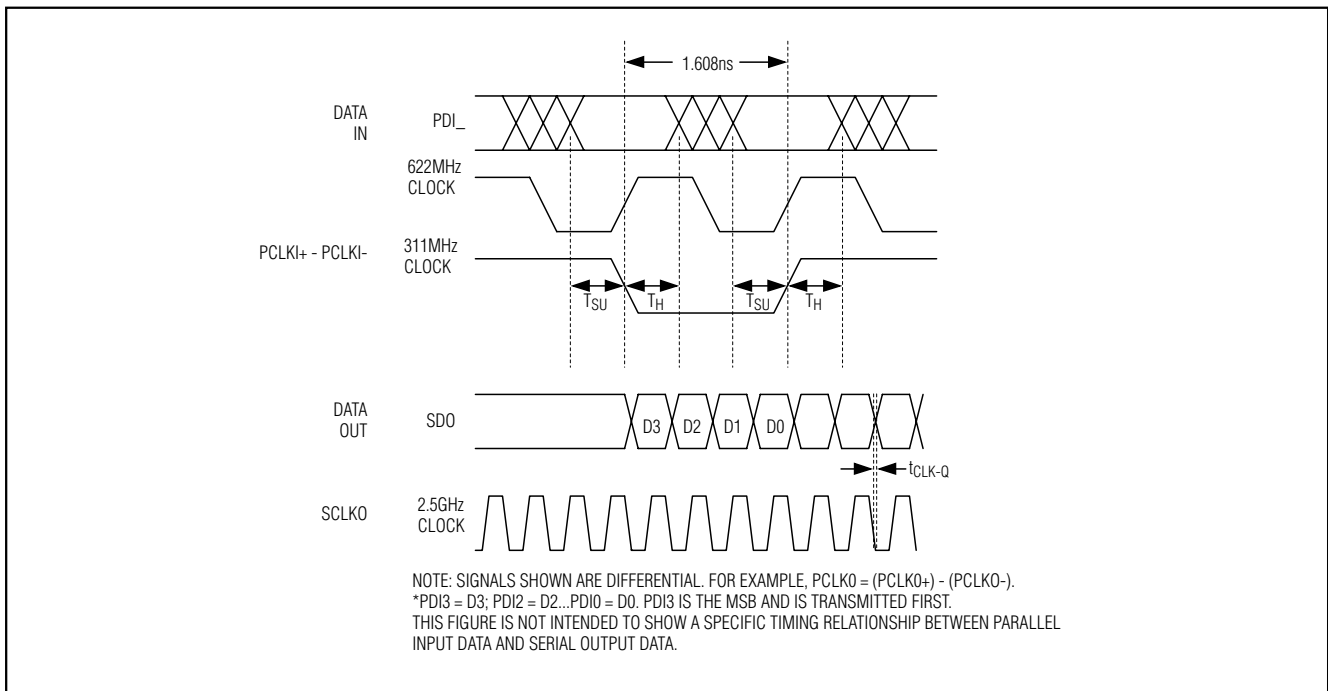 1.608ns
DATA
IN
PDI_
622MHz
CLOCK
PCLKI+ - PCLKI-
311MHz
CLOCK
TSU
TH
TSU
TH
DATA
OUT
SDO
D3
D2
D1
D0
tCLK-Q
SCLKO
2.5GHz
CLOCK
NOTE: SIGNALS SHOWN ARE DIFFERENTIAL. FOR EXAMPLE, PCLK0 = (PCLK0+) - (PCLKO-).
*PDI3 = D3; PDI2 = D2...PDI0 = D0. PDI3 IS THE MSB AND IS TRANSMITTED FIRST.
THIS FIGURE IS NOT INTENDED TO SHOW A SPECIFIC TIMING RELATIONSHIP BETWEEN PARALLEL
INPUT DATA AND SERIAL OUTPUT DATA.